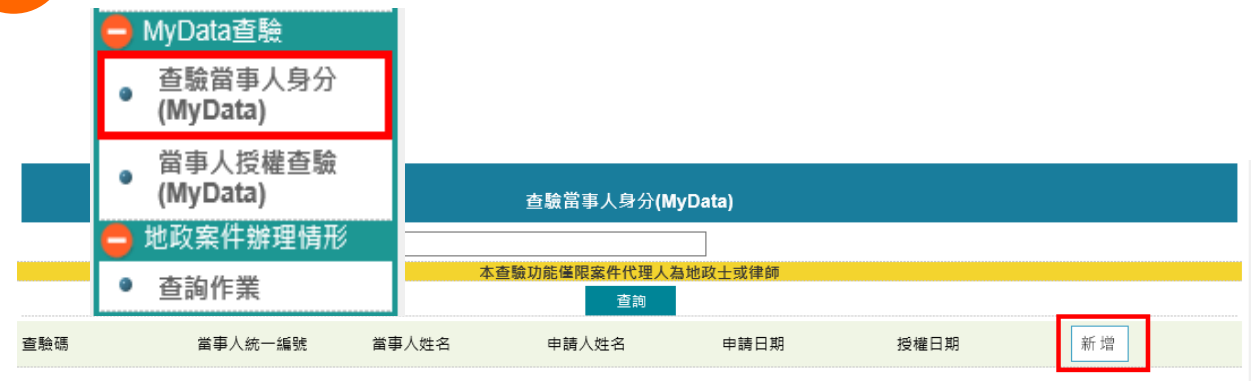 MyData查驗
查驗當事人身分
(MyData)
當事人授權查驗
(MyData)
地政案件辦理情形
查詢作業
查驗當事人身分(MyData)
本查驗功能僅限案件代理人為地政士或律師
查詢
查驗碼 當事人統一編號 當事人姓名 申請人姓名 申請日期 授權日期 新增